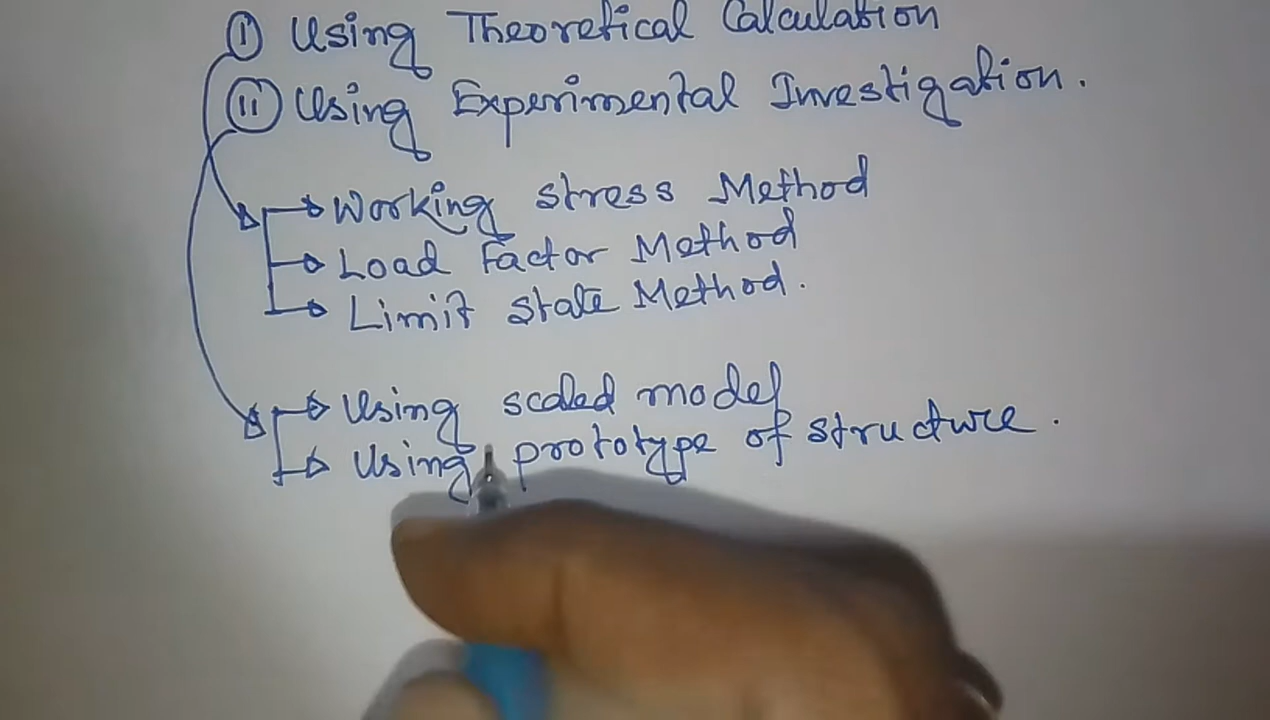 I Using Theoretical Calculation
II Using Experimental Investigation.
Working stress Method
Load Factor Method
Limit state Method.
Using scaled model
Using prototype of structure.